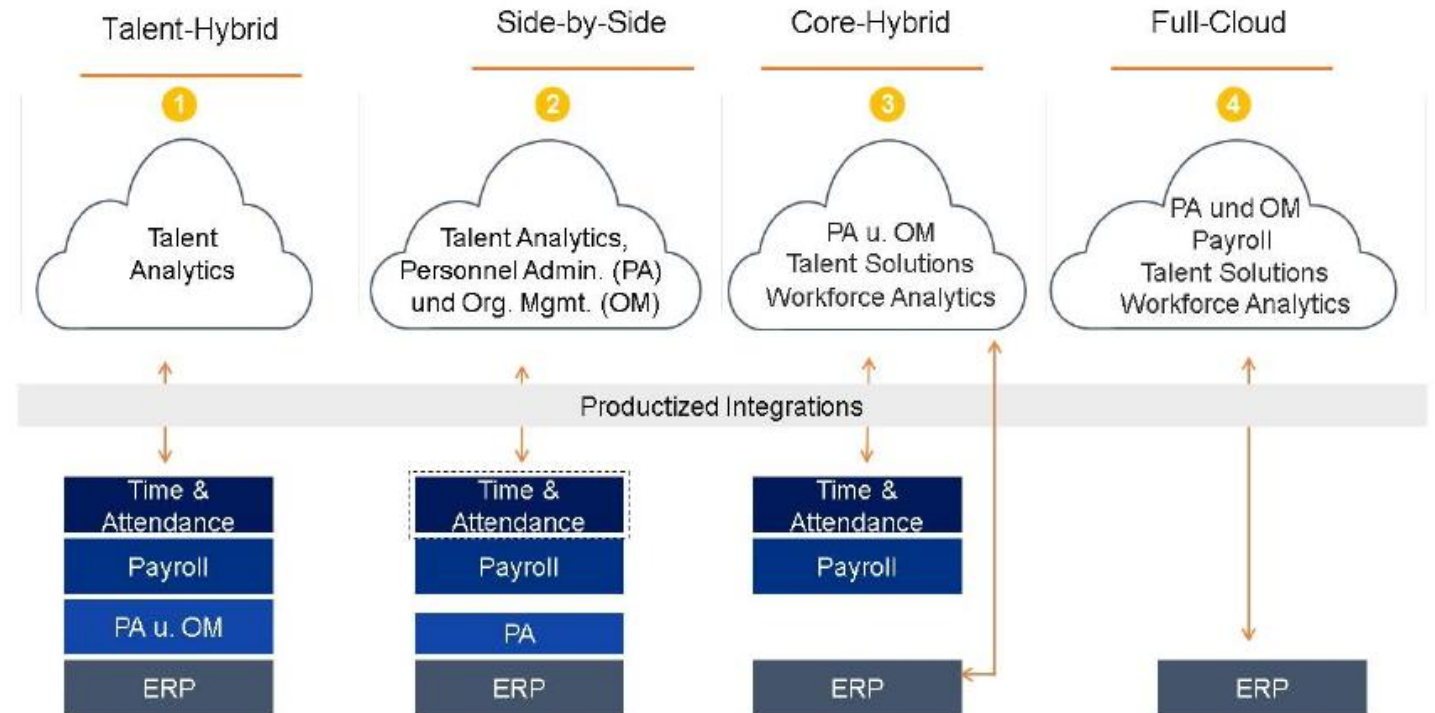 Talent-Hybrid
Side-by-Side
Core-Hybrid
Full-Cloud
1
2
3
4
Talent
Analytics
Talent Analytics,
Personnel Admin. (PA)
und Org. Mgmt. (OM)
PA u. OM
Talent Solutions
Workforce Analytics
PA und OM
Payroll
Talent Solutions
Workforce Analytics
Productized Integrations
Time &
Attendance
Payroll
PA u. OM
ERP
Time &
Attendance
Payroll
PA
ERP
Time &
Attendance
Payroll
ERP
ERP